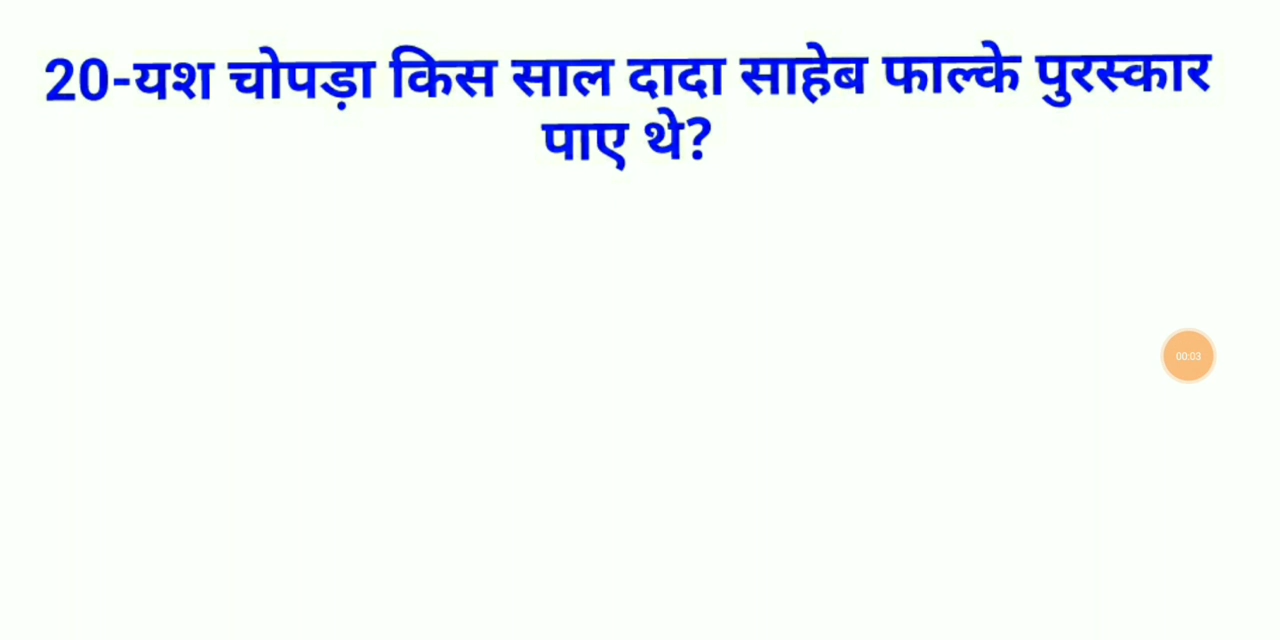 20-यश चोपड़ा किस साल दादा साहेब फाल्के पुरस्कार
पाए थे?
00:03